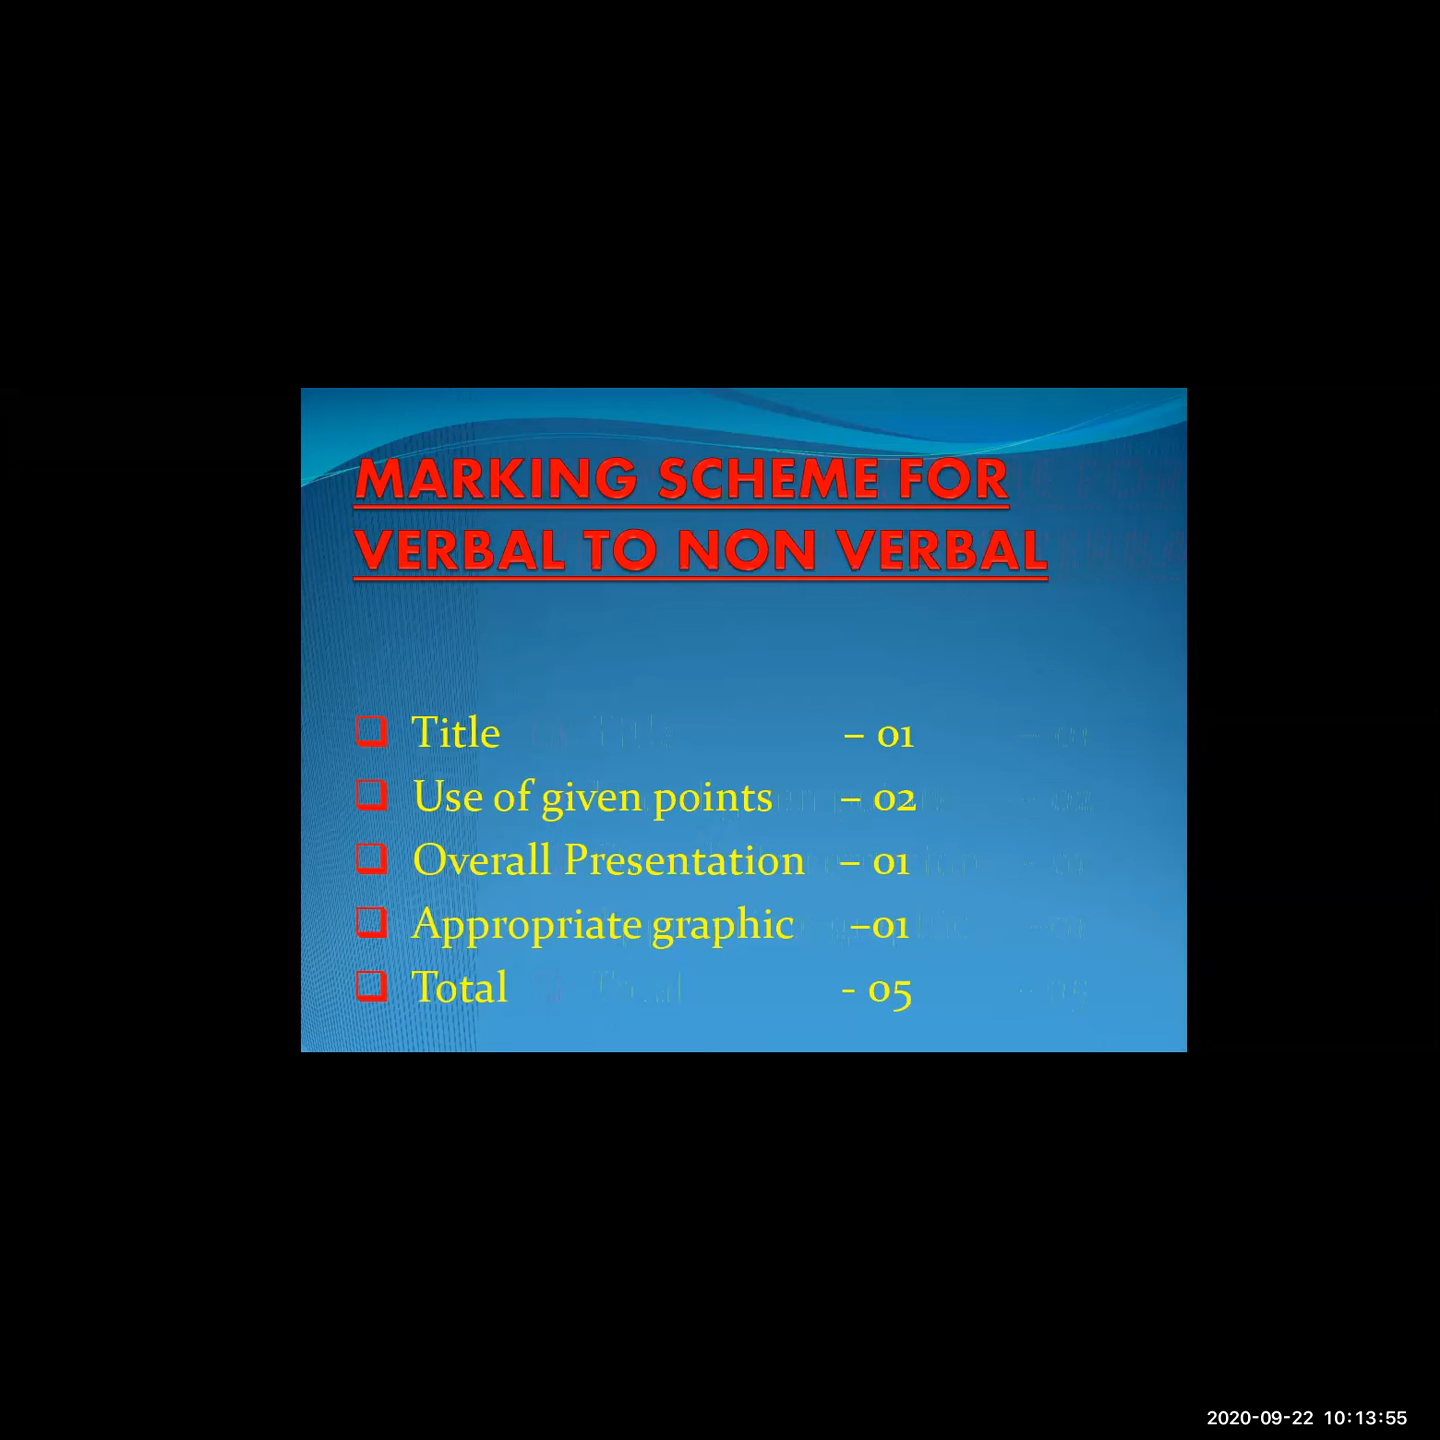 MARKING SCHEME FOR
VERBAL TO NON VERBAL
Title – 01
Use of given points – 02
Overall Presentation – 01
Appropriate graphic –01
Total - 05
2020-09-22 10:13:55